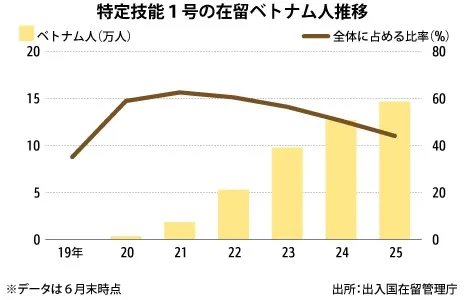 特定技能1号の在留ベトナム人推移
ベトナム人(万人)
全体に占める比率(%)
20 80
15 60
10 40
5 20
0 0
19年 20 21 22 23 24 25
※データは6月末時点
出所:出入国在留管理庁